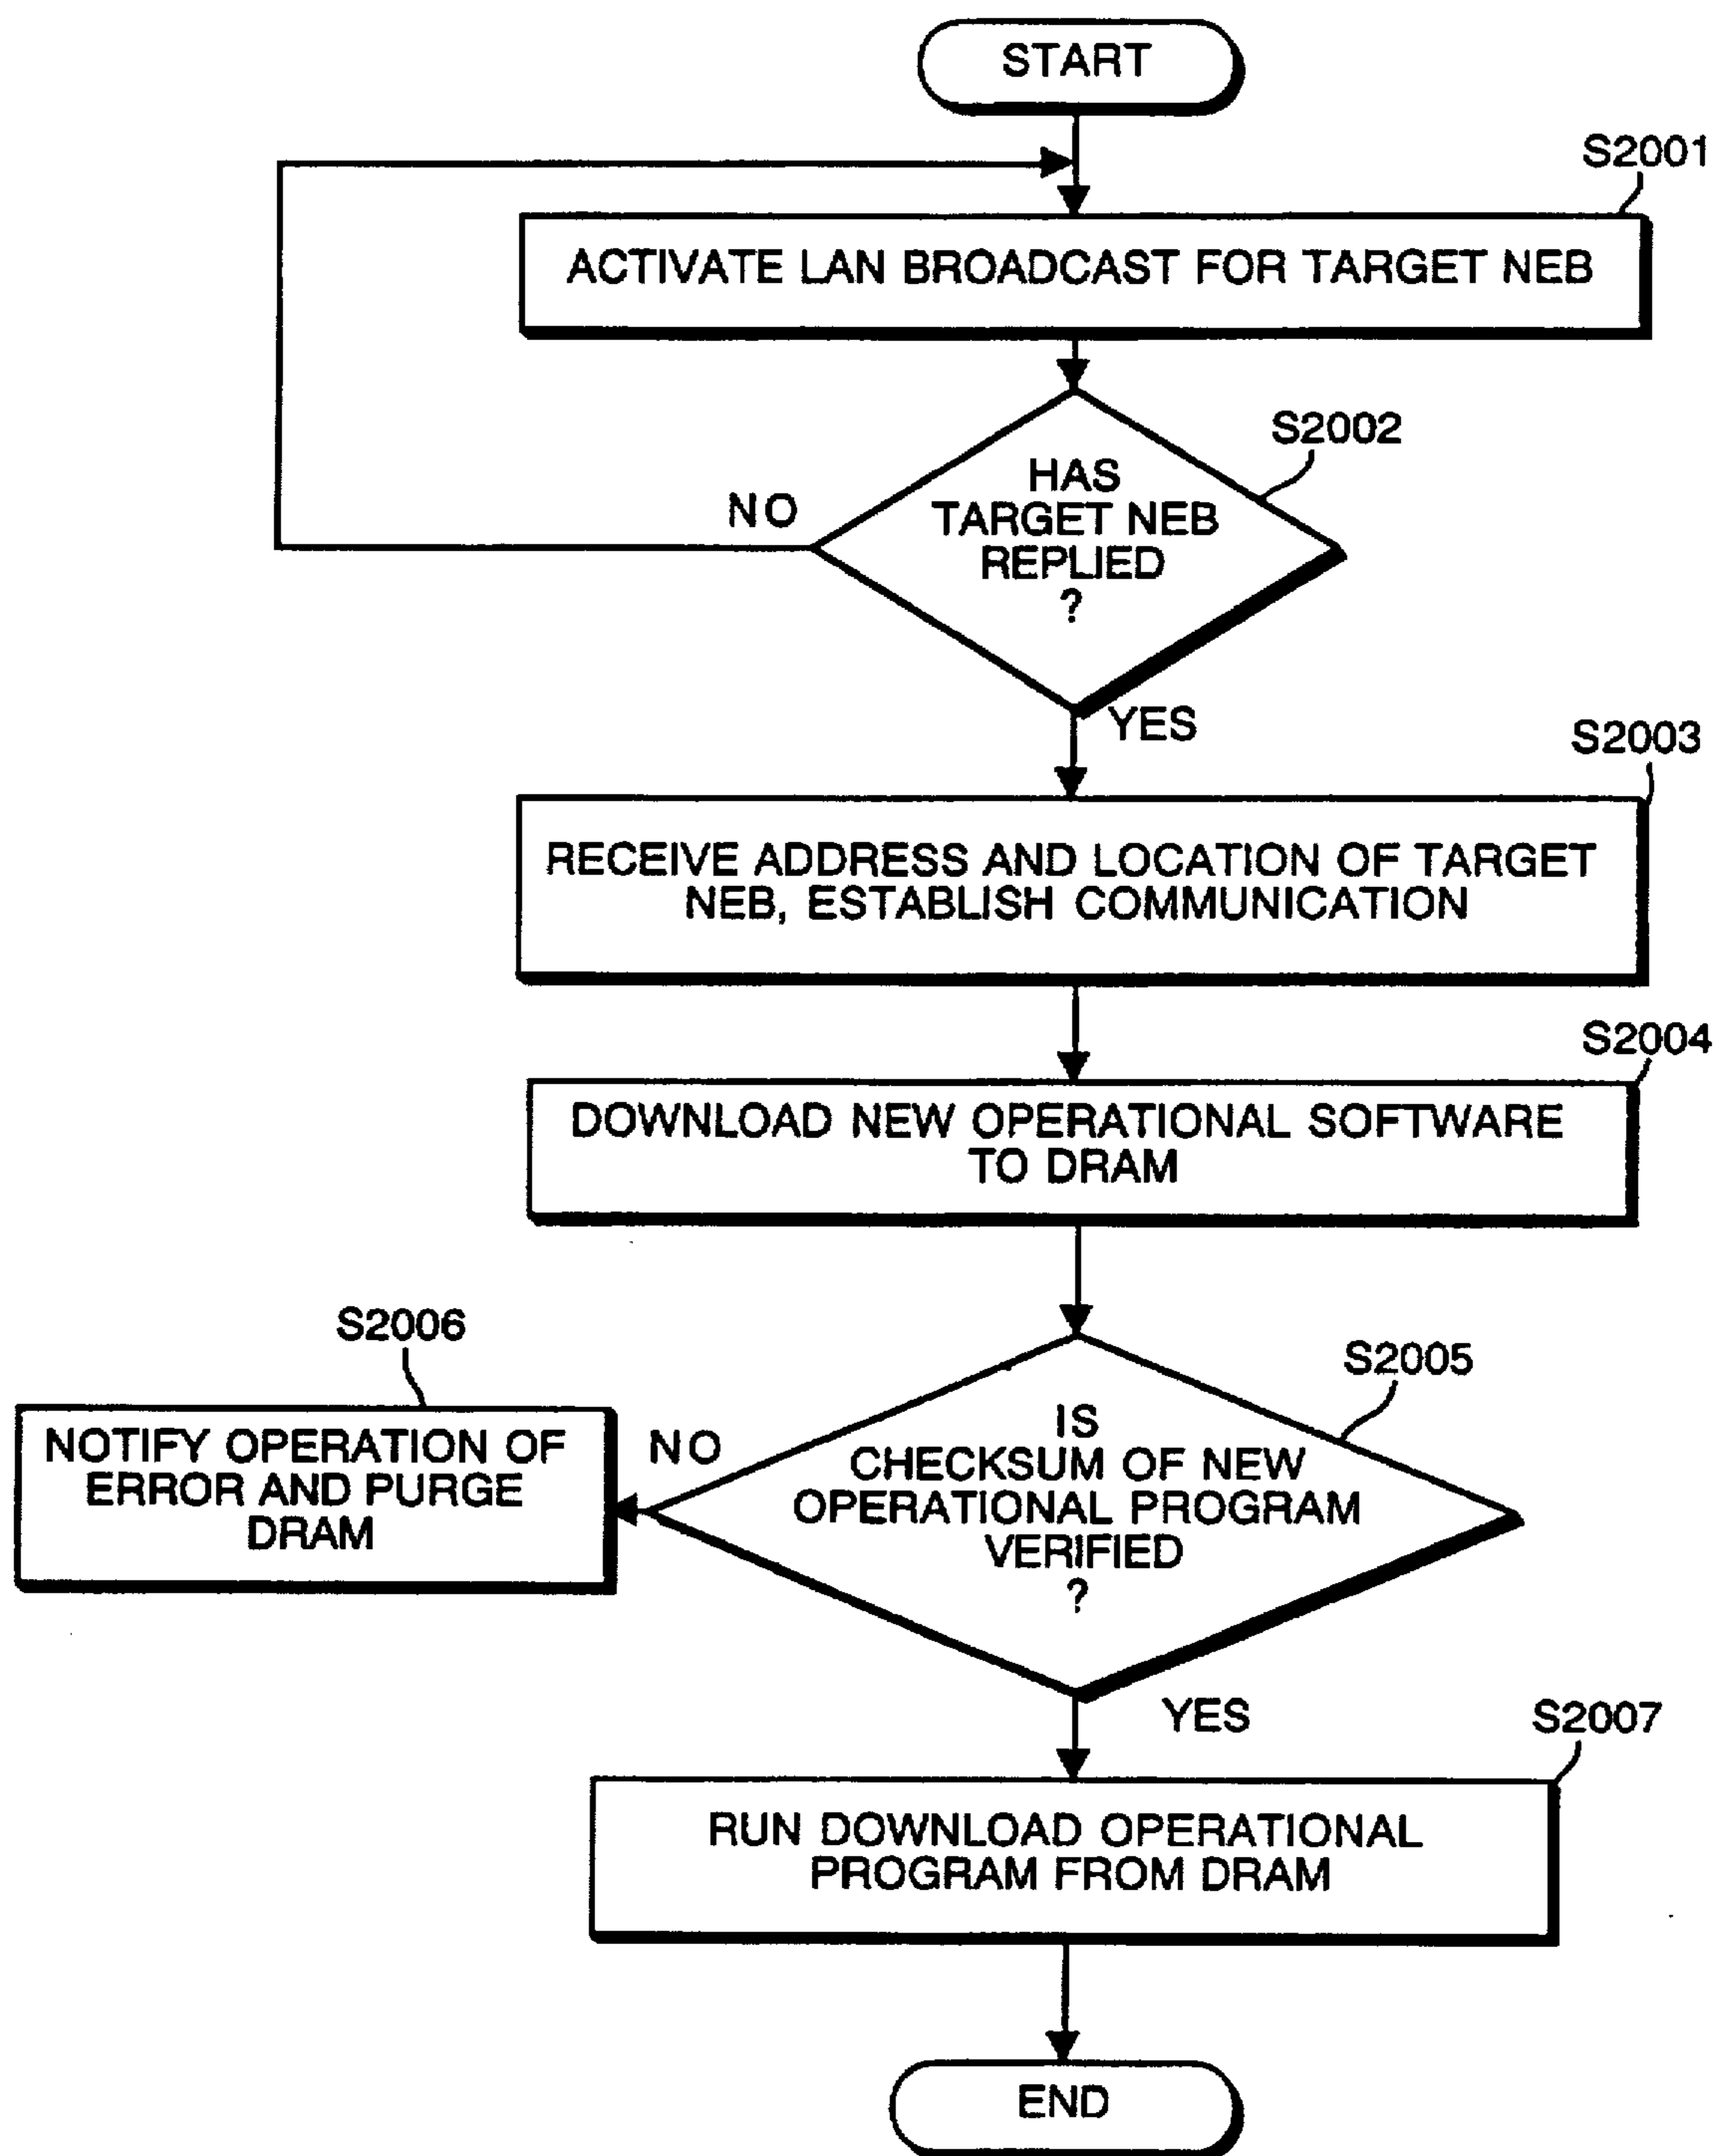 START
S2001
ACTIVATE LAN BROADCAST FOR TARGET NEB
S2002
HAS
TARGET NEB
REPLIED
?
NO
YES
S2003
RECEIVE ADDRESS AND LOCATION OF TARGET
NEB, ESTABLISH COMMUNICATION
S2004
DOWNLOAD NEW OPERATIONAL SOFTWARE
TO DRAM
S2006
S2005
NOTIFY OPERATION OF
ERROR AND PURGE
DRAM
NO
IS
CHECKSUM OF NEW
OPERATIONAL PROGRAM
VERIFIED
?
YES
S2007
RUN DOWNLOAD OPERATIONAL
PROGRAM FROM DRAM
END